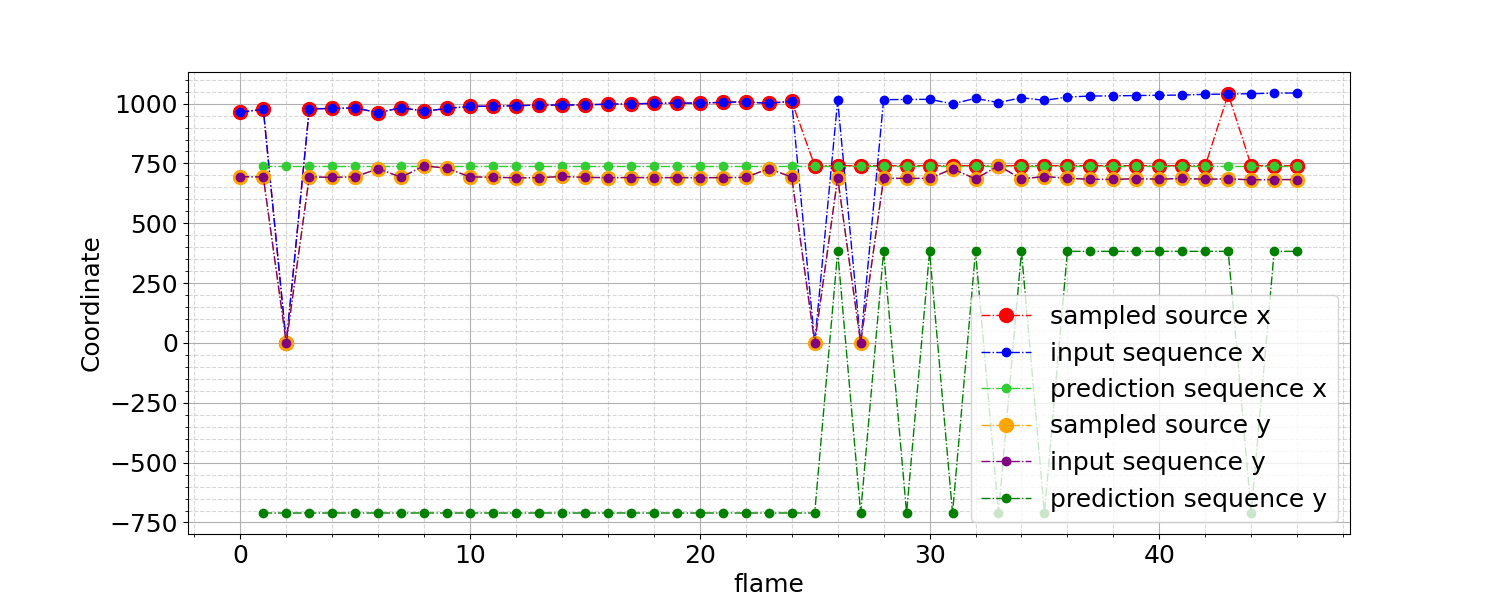 1000
750
500
250
0
−250
−500
−750
Coordinate
0 10 20 30 40
flame
sampled source x
input sequence x
prediction sequence x
sampled source y
input sequence y
prediction sequence y